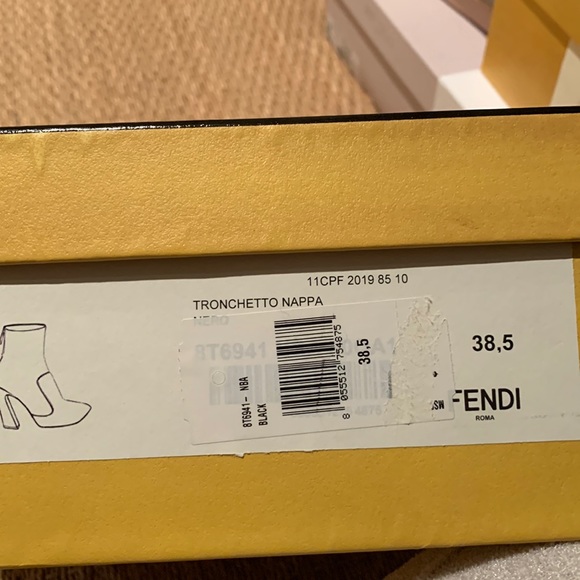 11CPF 2019 85 10
TRONCHETTO NAPPA
NERO
8T6941
38,5
FENDI
ROMA
8T6941- NBA
BLACK
8 055512 754875
38,5